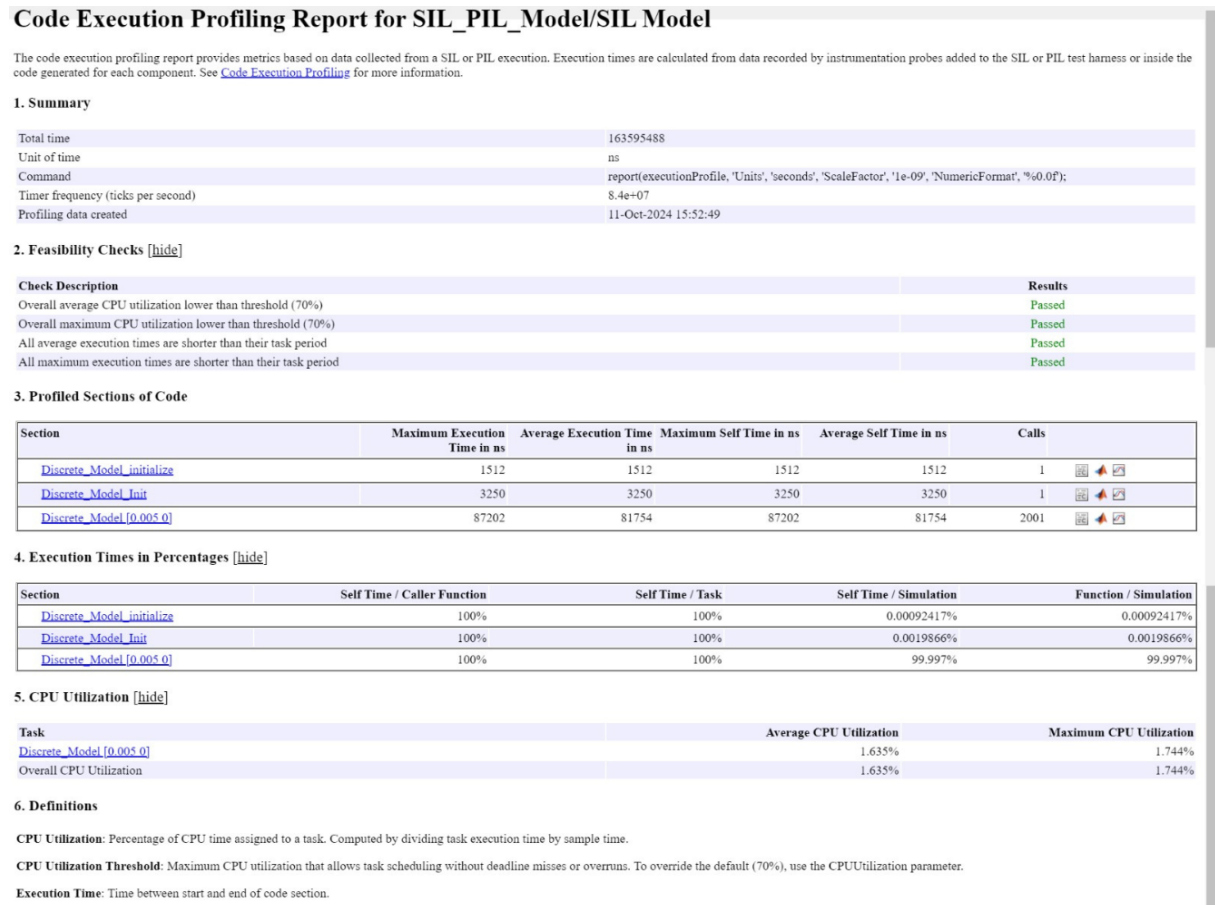 Code Execution Profiling Report for SIL_PIL_Model/SIL Model
The code execution profiling report provides metrics based on data collected from a SIL or PIL execution. Execution times are calculated from data recorded by instrumentation probes added to the SIL or PIL test harness or inside the
code generated for each component. See Code Execution Profiling for more information.
1. Summary
Total time 163595488
Unit of time ns
Command report(executionProfile, 'Units', 'seconds', 'ScaleFactor', '1e-09', 'NumericFormat', '%0.0f');
Timer frequency (ticks per second) 8.4e+07
Profiling data created 11-Oct-2024 15:52:49
2. Feasibility Checks [hide]
Check Description Results
Overall average CPU utilization lower than threshold (70%) Passed
Overall maximum CPU utilization lower than threshold (70%) Passed
All average execution times are shorter than their task period Passed
All maximum execution times are shorter than their task period Passed
3. Profiled Sections of Code
Section Maximum Execution Average Execution Time Maximum Self Time in ns Average Self Time in ns Calls
Time in ns in ns
Discrete_Model_initialize 1512 1512 1512 1512 1
Discrete_Model_Init 3250 3250 3250 3250 1
Discrete_Model [0.005 0] 87202 81754 87202 81754 2001
4. Execution Times in Percentages [hide]
Section Self Time / Caller Function Self Time / Task Self Time / Simulation Function / Simulation
Discrete_Model_initialize 100% 100% 0.00092417% 0.00092417%
Discrete_Model_Init 100% 100% 0.0019866% 0.0019866%
Discrete_Model [0.005 0] 100% 100% 99.997% 99.997%
5. CPU Utilization [hide]
Task Average CPU Utilization Maximum CPU Utilization
Discrete_Model [0.005 0] 1.635% 1.744%
Overall CPU Utilization 1.635% 1.744%
6. Definitions
CPU Utilization: Percentage of CPU time assigned to a task. Computed by dividing task execution time by sample time.
CPU Utilization Threshold: Maximum CPU utilization that allows task scheduling without deadline misses or overruns. To override the default (70%), use the CPUUtilization parameter.
Execution Time: Time between start and end of code section.